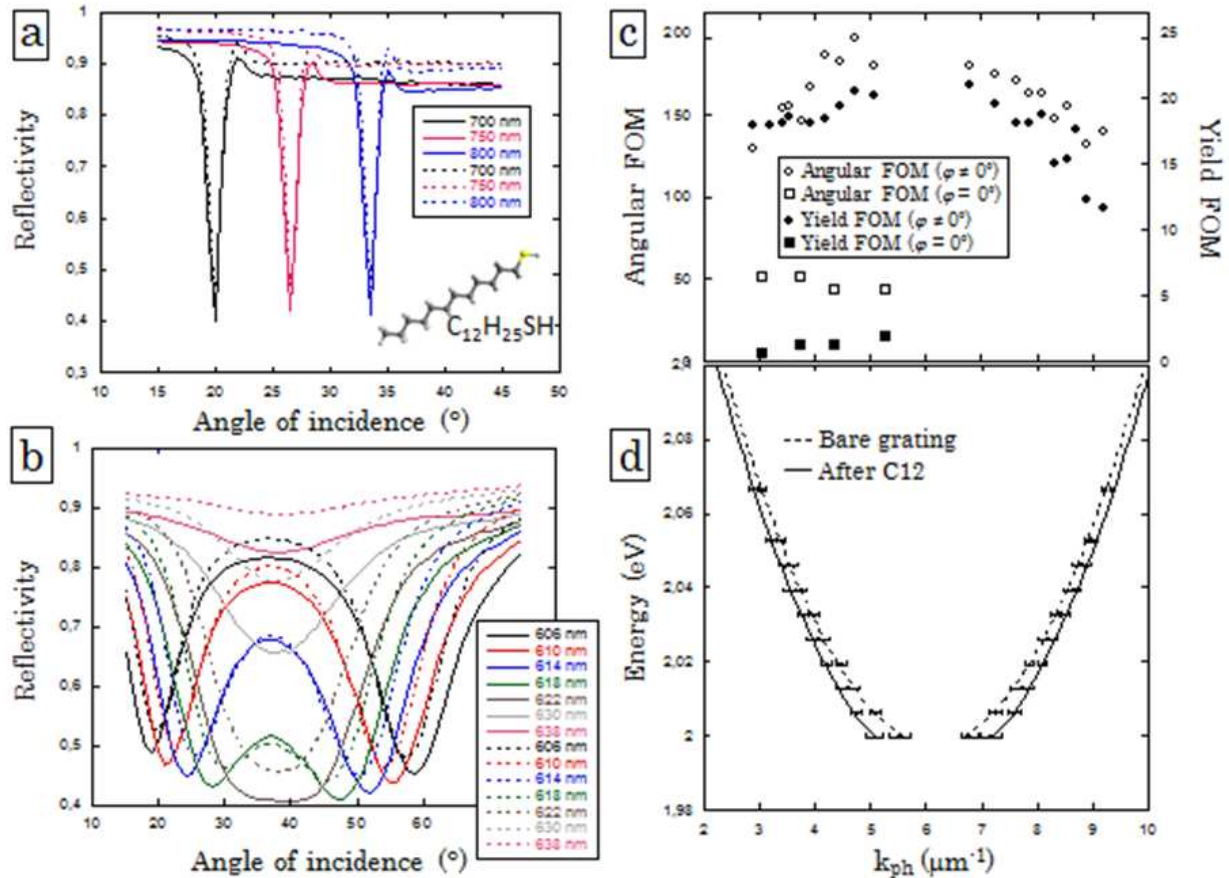 a
1
0,9
0,8
0,7
0,6
0,5
0,4
0,3
Reflectivity
700 nm
750 nm
800 nm
700 nm
750 nm
800 nm
C12H25SH
10 15 20 25 30 35 40 45 50
Angle of incidence (°)
b
1
0,9
0,8
0,7
0,6
0,5
0,4
Reflectivity
606 nm
610 nm
614 nm
618 nm
622 nm
630 nm
638 nm
606 nm
610 nm
614 nm
618 nm
622 nm
630 nm
638 nm
10 20 30 40 50 60
Angle of incidence (°)
c
200
150
100
50
Angular FOM
Angular FOM (φ ≠ 0°)
Angular FOM (φ = 0°)
Yield FOM (φ ≠ 0°)
Yield FOM (φ = 0°)
25
20
15
10
5
0
Yield FOM
d
Bare grating
After C12
2,08
2,06
2,04
2,02
2
1,98
Energy (eV)
2 3 4 5 6 7 8 9 10
kph (μm-1)